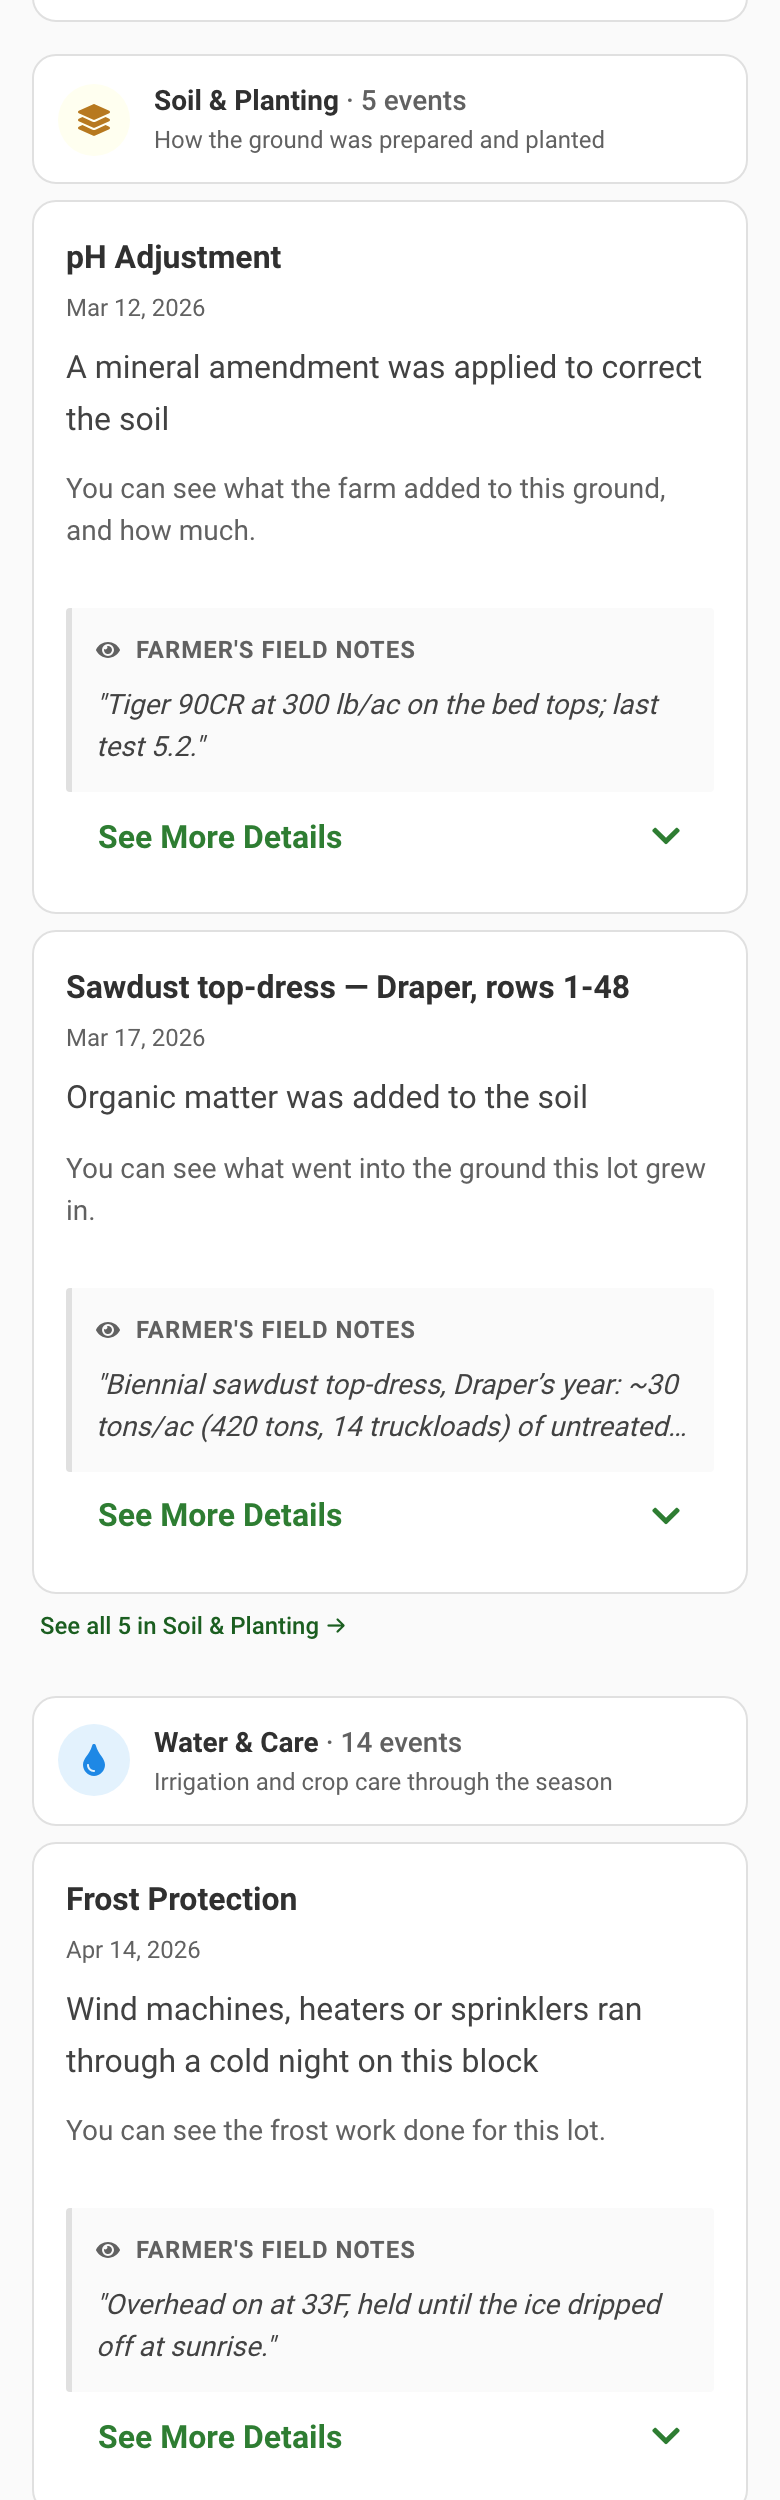 Soil & Planting · 5 events
How the ground was prepared and planted
pH Adjustment
Mar 12, 2026
A mineral amendment was applied to correct
the soil
You can see what the farm added to this ground,
and how much.
FARMER'S FIELD NOTES
"Tiger 90CR at 300 lb/ac on the bed tops; last
test 5.2."
See More Details
Sawdust top-dress — Draper, rows 1-48
Mar 17, 2026
Organic matter was added to the soil
You can see what went into the ground this lot grew
in.
FARMER'S FIELD NOTES
"Biennial sawdust top-dress, Draper’s year: ~30
tons/ac (420 tons, 14 truckloads) of untreated…
See More Details
See all 5 in Soil & Planting →
Water & Care · 14 events
Irrigation and crop care through the season
Frost Protection
Apr 14, 2026
Wind machines, heaters or sprinklers ran
through a cold night on this block
You can see the frost work done for this lot.
FARMER'S FIELD NOTES
"Overhead on at 33F, held until the ice dripped
off at sunrise."
See More Details